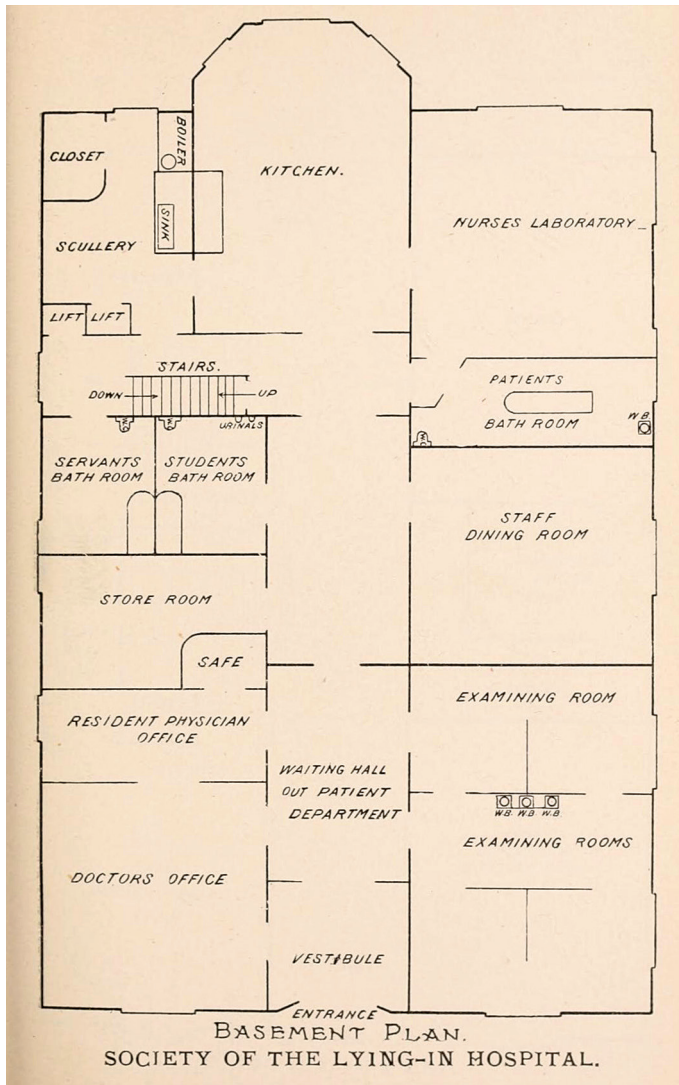 BOILER
CLOSET
KITCHEN.
SINK
NURSES LABORATORY
SCULLERY
LIFT LIFT
STAIRS.
DOWN
UP
PATIENTS
BATH ROOM
W.B.
URINALS
SERVANTS
BATH ROOM
STUDENTS
BATH ROOM
STAFF
DINING ROOM
STORE ROOM
SAFE
EXAMINING ROOM
RESIDENT PHYSICIAN
OFFICE
WAITING HALL
OUT PATIENT
DEPARTMENT
W.B. W.B. W.B.
EXAMINING ROOMS
DOCTORS OFFICE
VESTIBULE
ENTRANCE
BASEMENT PLAN.
SOCIETY OF THE LYING-IN HOSPITAL.